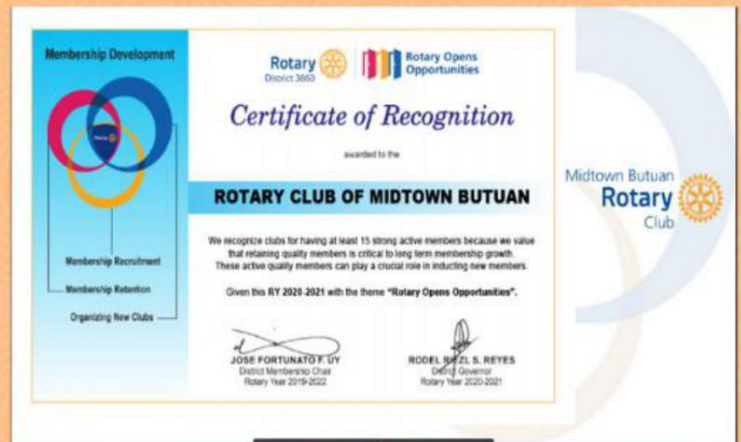 Membership Development
Rotary
Membership Recruitment
Membership Retention
Organizing New Clubs
Rotary
District 3860
Rotary Opens
Opportunities
Certificate of Recognition
awarded to the
ROTARY CLUB OF MIDTOWN BUTUAN
We recognize clubs for having at least 15 strong active members because we value
that retaining quality members is critical to long term membership growth.
These active quality members can play a crucial role in inducting new members.
Given this RY 2020-2021 with the theme "Rotary Opens Opportunities".
JOSE FORTUNATO F. UY
District Membership Chair
Rotary Year 2019-2022
RODEL RIEZL S. REYES
District Governor
Rotary Year 2020-2021
Midtown Butuan
Rotary
Club